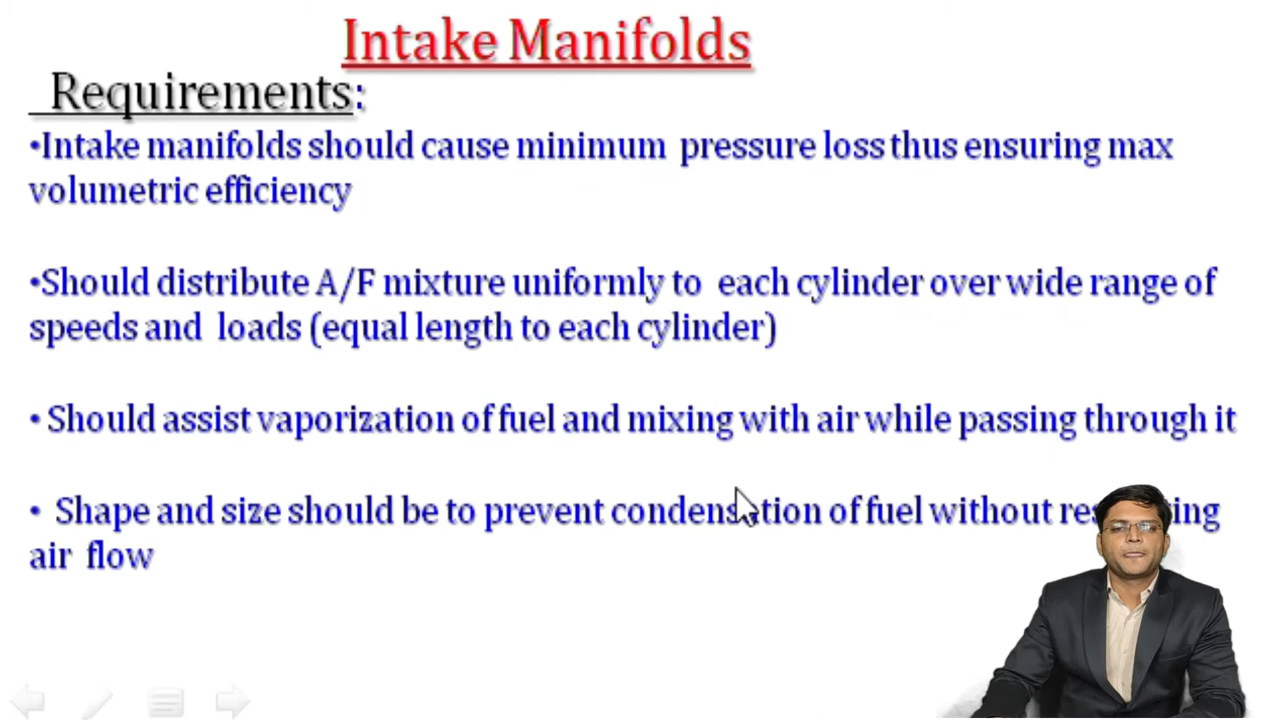 Intake Manifolds
Requirements:
•Intake manifolds should cause minimum pressure loss thus ensuring max
volumetric efficiency
•Should distribute A/F mixture uniformly to each cylinder over wide range of
speeds and loads (equal length to each cylinder)
• Should assist vaporization of fuel and mixing with air while passing through it
• Shape and size should be to prevent condensation of fuel without
air flow